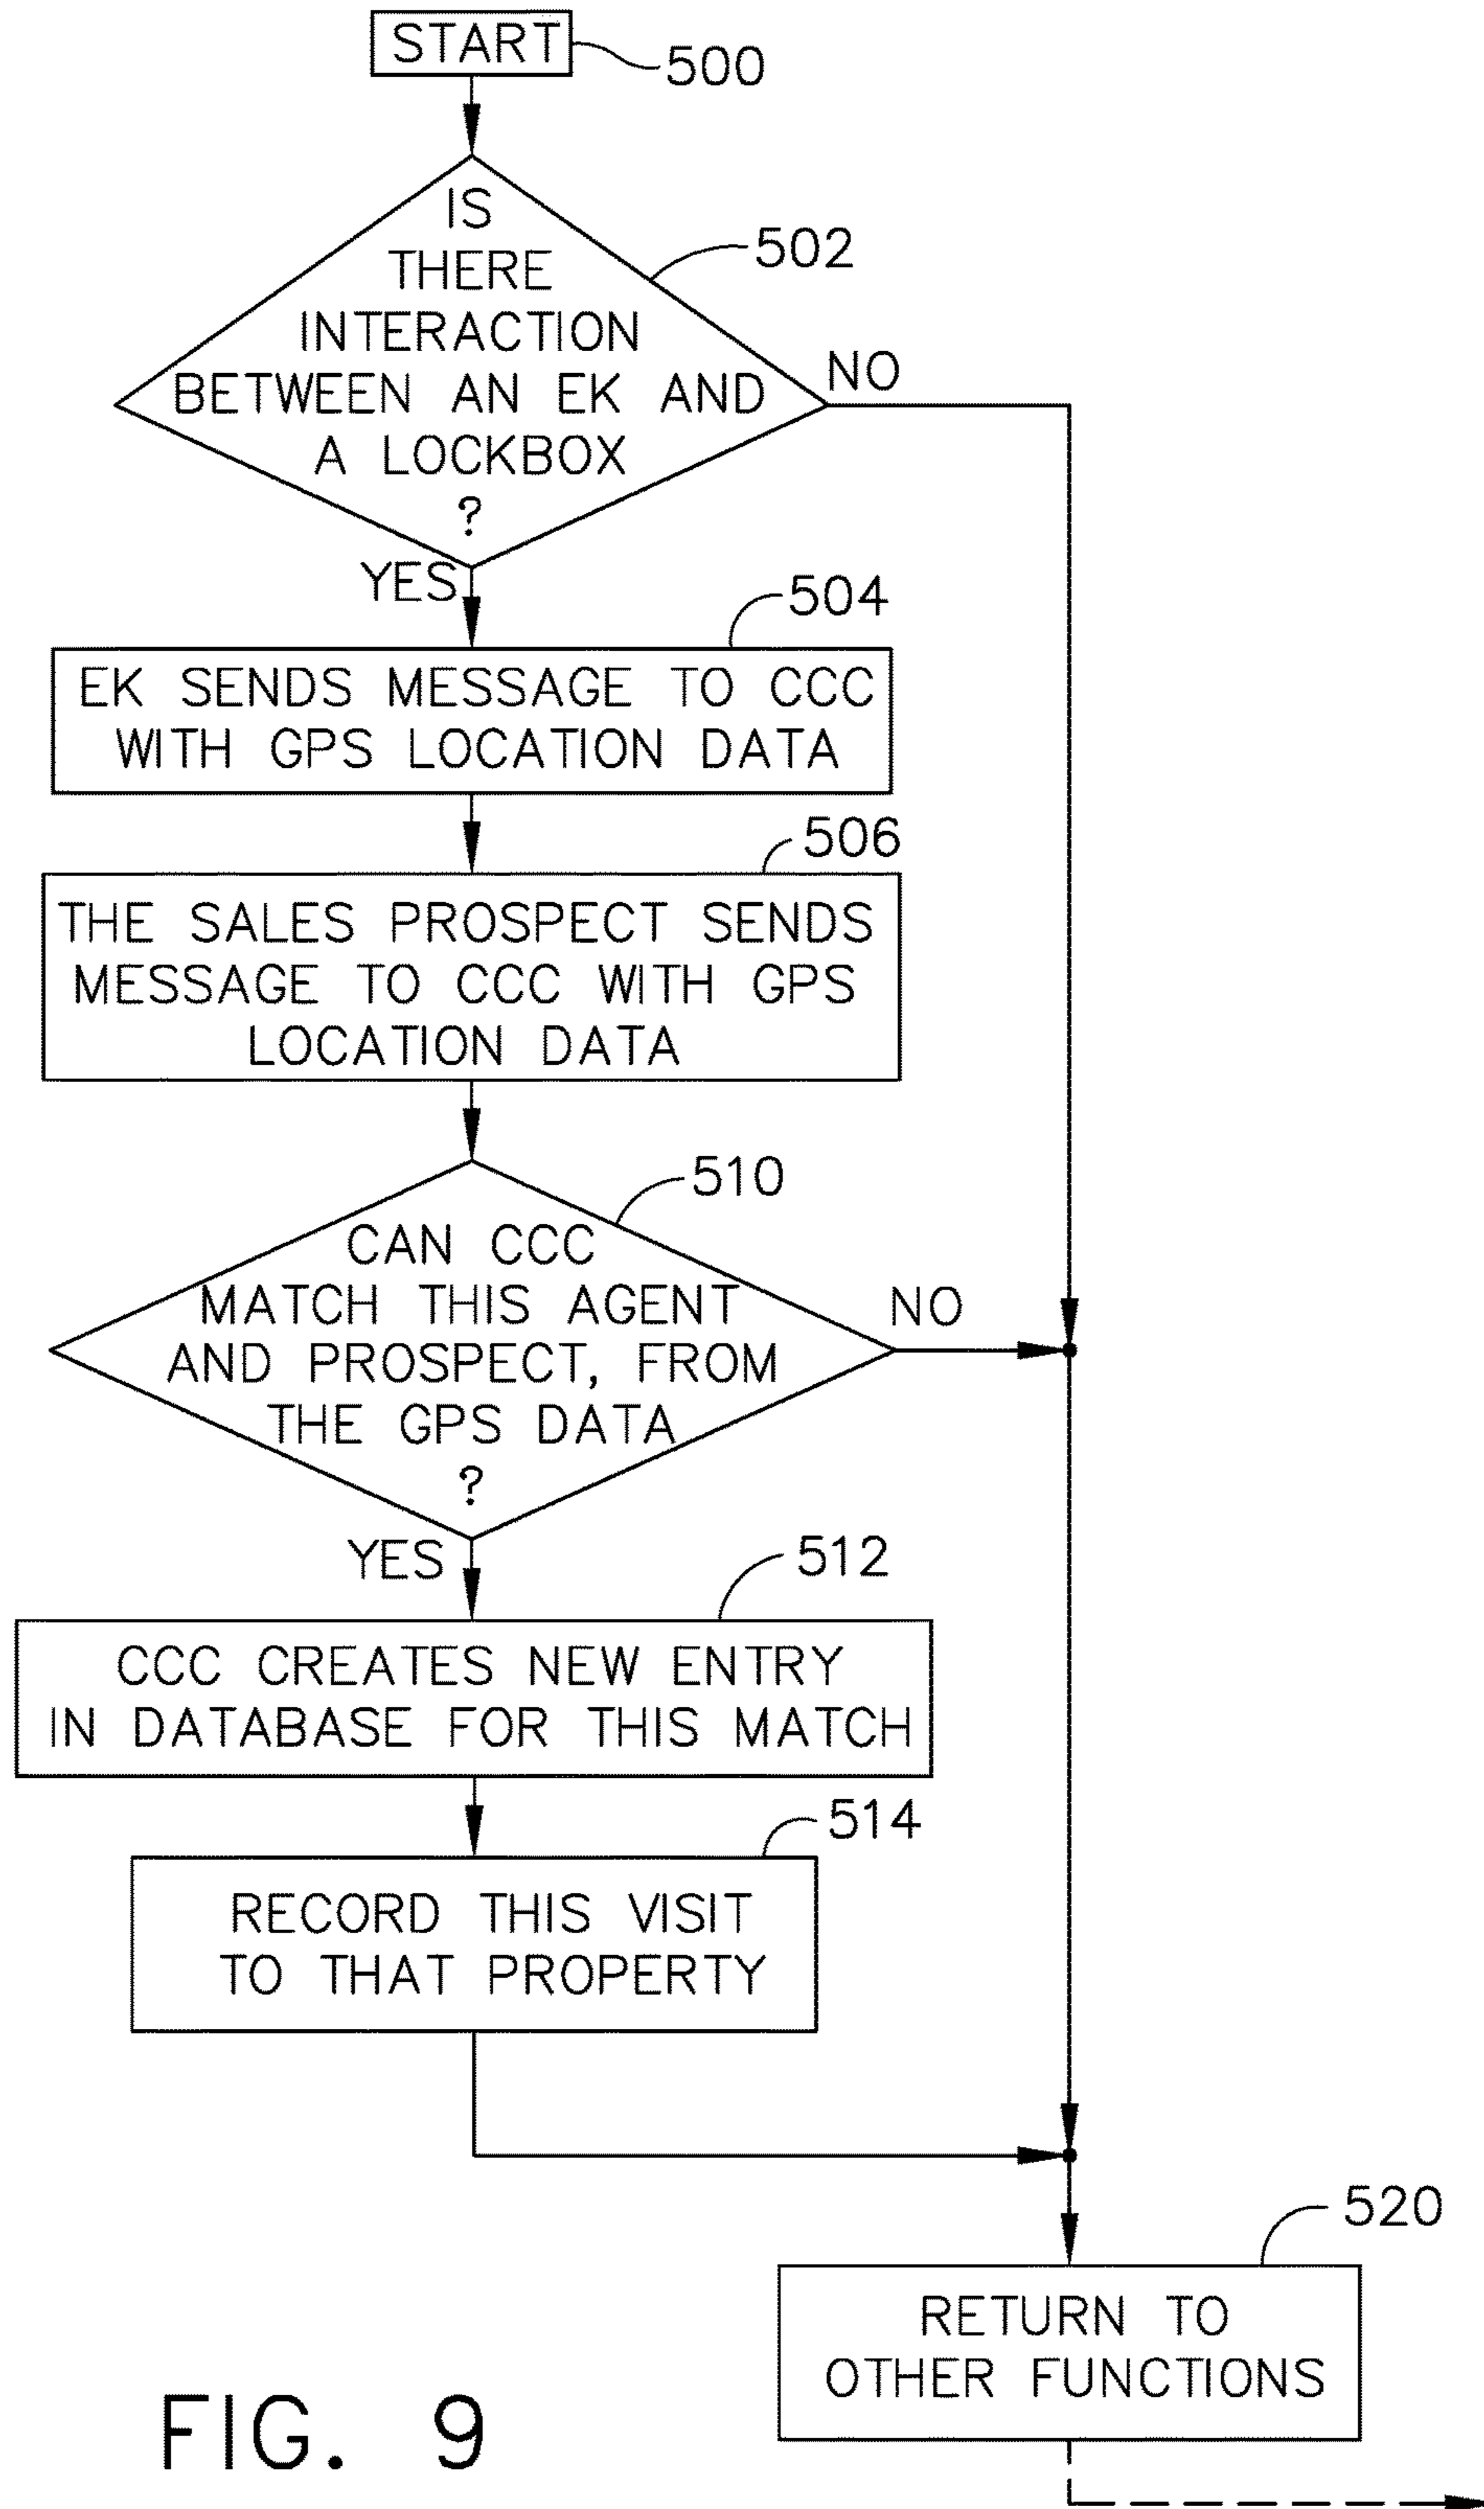 START
500
IS
THERE
INTERACTION
BETWEEN AN EK AND
A LOCKBOX
?
502
NO
YES
504
EK SENDS MESSAGE TO CCC
WITH GPS LOCATION DATA
506
THE SALES PROSPECT SENDS
MESSAGE TO CCC WITH GPS
LOCATION DATA
510
CAN CCC
MATCH THIS AGENT
AND PROSPECT, FROM
THE GPS DATA
?
NO
YES
512
CCC CREATES NEW ENTRY
IN DATABASE FOR THIS MATCH
514
RECORD THIS VISIT
TO THAT PROPERTY
520
RETURN TO
OTHER FUNCTIONS
FIG. 9